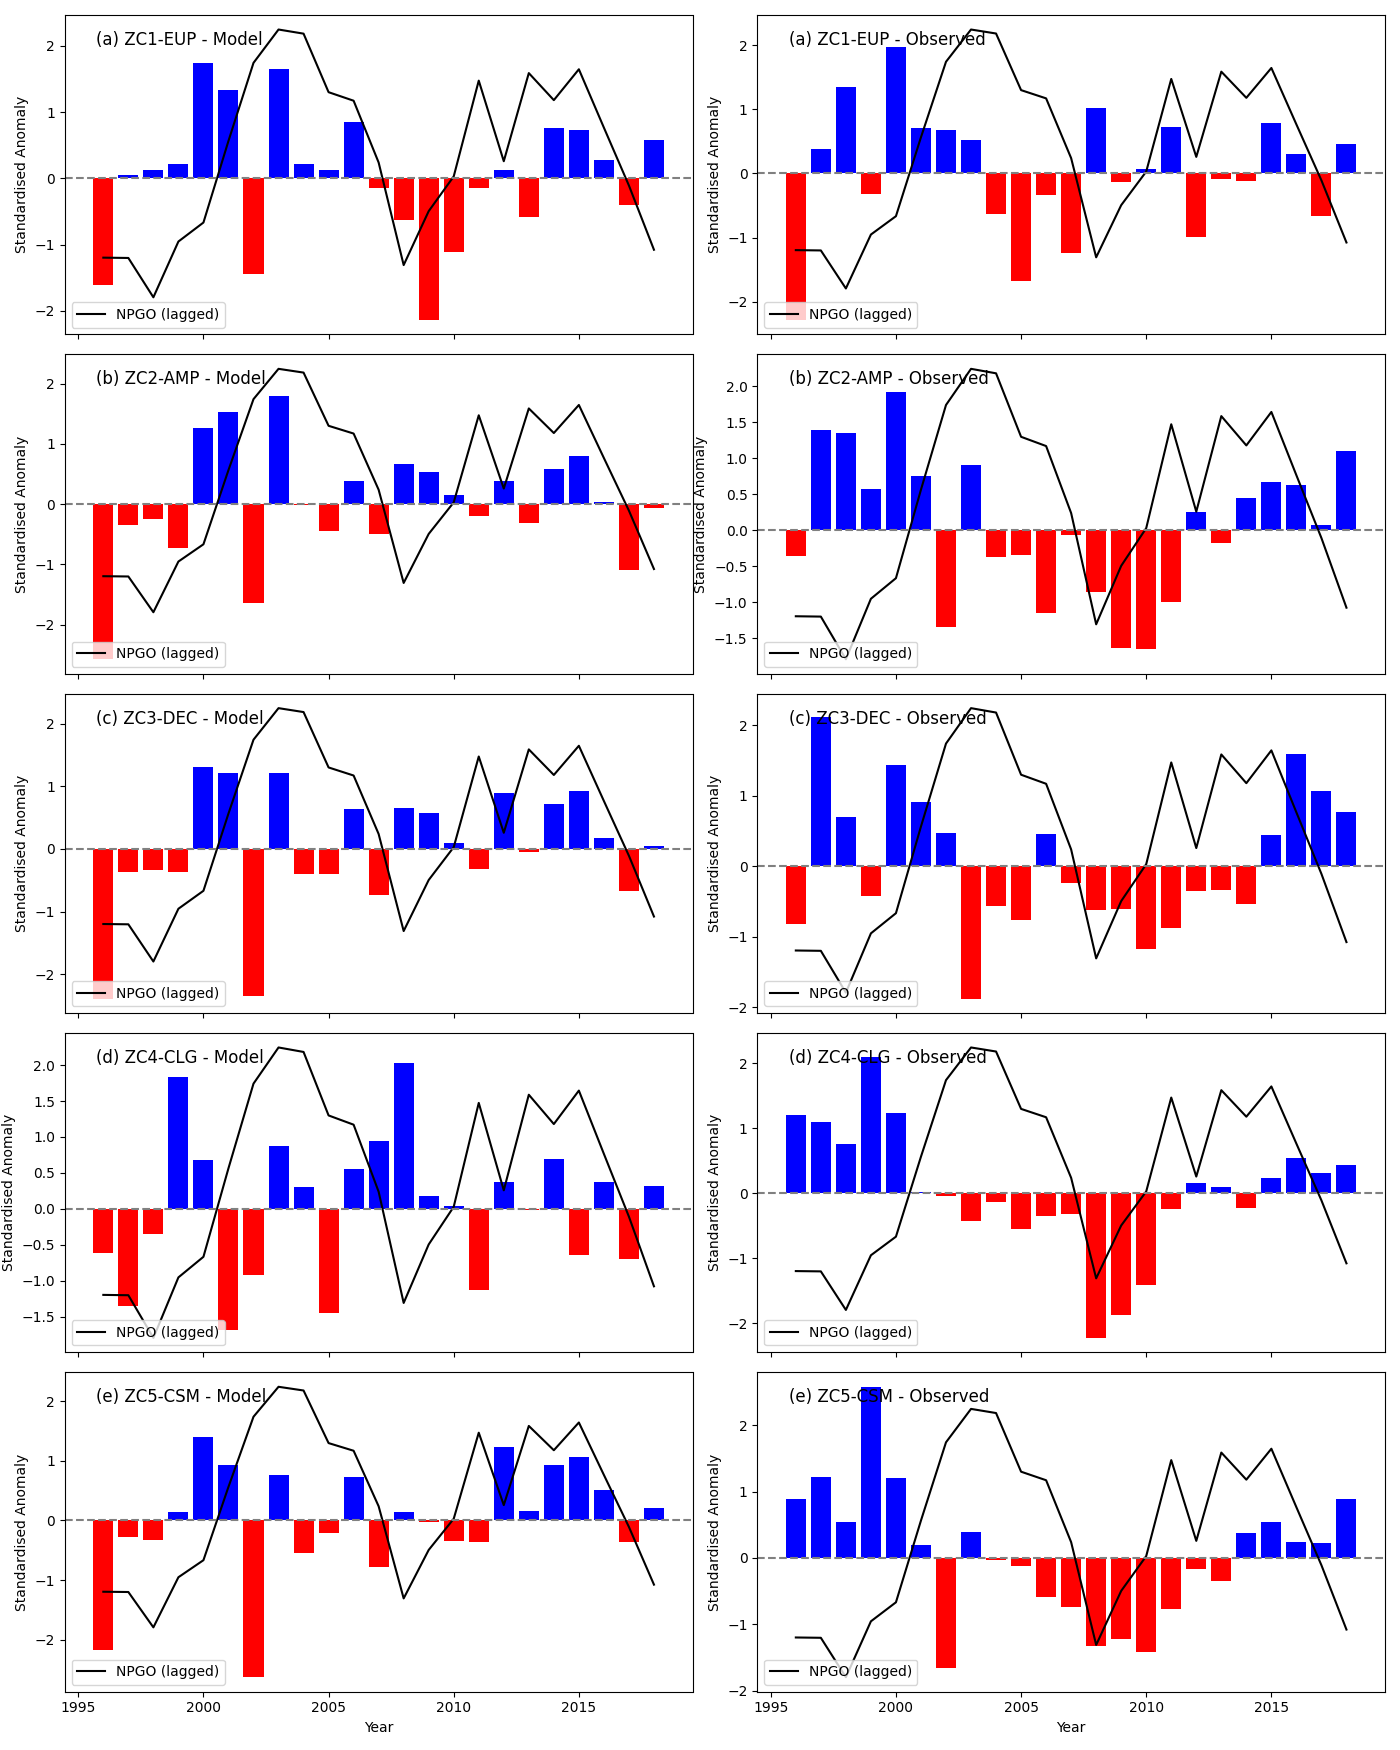 (a) ZC1-EUP - Model
Standardised Anomaly
2
1
0
−1
−2
NPGO (lagged)
(a) ZC1-EUP - Observed
Standardised Anomaly
2
1
0
−1
−2
NPGO (lagged)
(b) ZC2-AMP - Model
Standardised Anomaly
2
1
0
−1
−2
NPGO (lagged)
(b) ZC2-AMP - Observed
Standardised Anomaly
2.0
1.5
1.0
0.5
0.0
−0.5
−1.0
−1.5
NPGO (lagged)
(c) ZC3-DEC - Model
Standardised Anomaly
2
1
0
−1
−2
NPGO (lagged)
(c) ZC3-DEC - Observed
Standardised Anomaly
2
1
0
−1
−2
NPGO (lagged)
(d) ZC4-CLG - Model
Standardised Anomaly
2.0
1.5
1.0
0.5
0.0
−0.5
−1.0
−1.5
NPGO (lagged)
(d) ZC4-CLG - Observed
Standardised Anomaly
2
1
0
−1
−2
NPGO (lagged)
(e) ZC5-CSM - Model
Standardised Anomaly
2
1
0
−1
−2
NPGO (lagged)
1995 2000 2005 2010 2015
Year
(e) ZC5-CSM - Observed
Standardised Anomaly
2
1
0
−1
−2
NPGO (lagged)
1995 2000 2005 2010 2015
Year